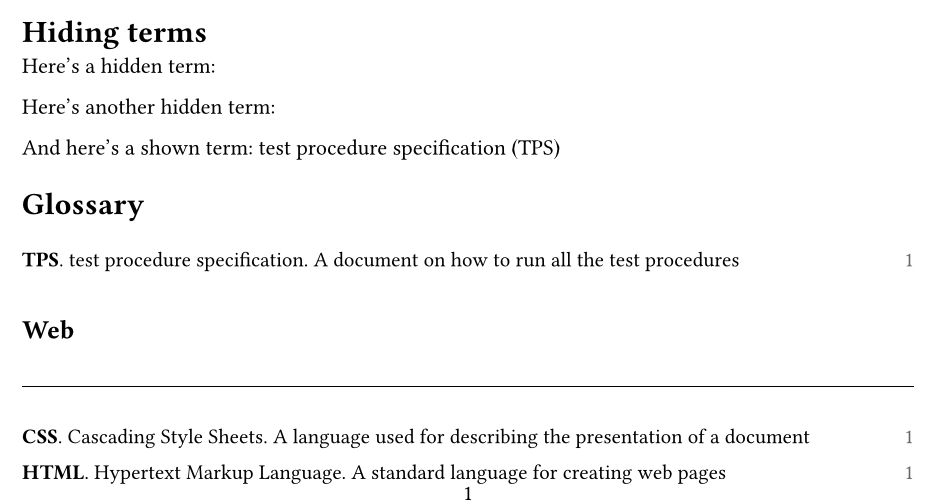 Hiding terms
Here’s a hidden term:
Here’s another hidden term:
And here’s a shown term: test procedure specification (TPS)
Glossary
TPS. test procedure specification. A document on how to run all the test procedures 1
Web
CSS. Cascading Style Sheets. A language used for describing the presentation of a document 1
HTML. Hypertext Markup Language. A standard language for creating web pages 1
1